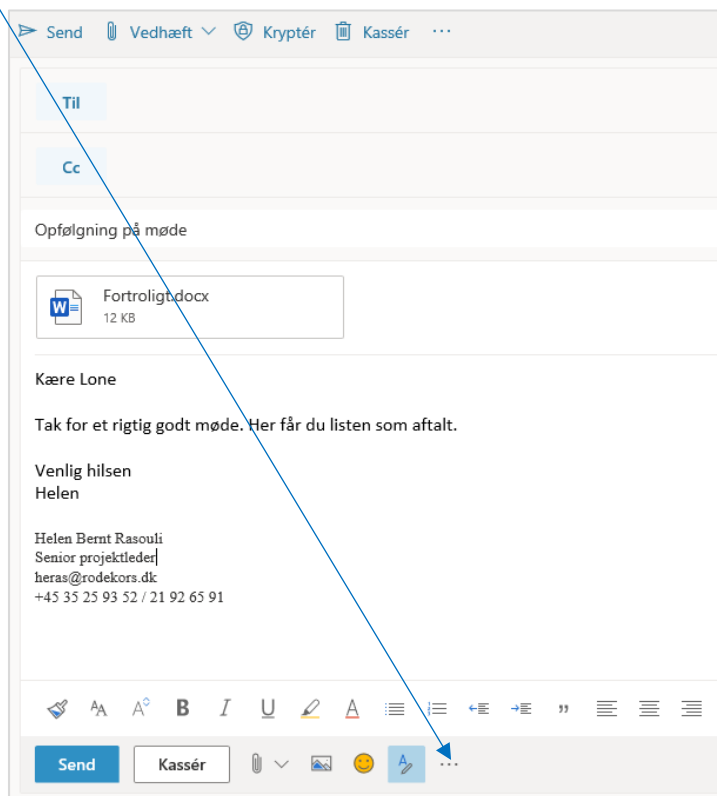 Send Vedhæft Kryptér Kassér ...
Til
Cc
Opfølgning på møde
Fortroligt.docx
12 KB
Kære Lone
Tak for et rigtig godt møde. Her får du listen som aftalt.
Venlig hilsen
Helen
Helen Bernt Rasouli
Senior projektleder
heras@rodekors.dk
+45 35 25 93 52 / 21 92 65 91
B I U A
Send Kassér ...